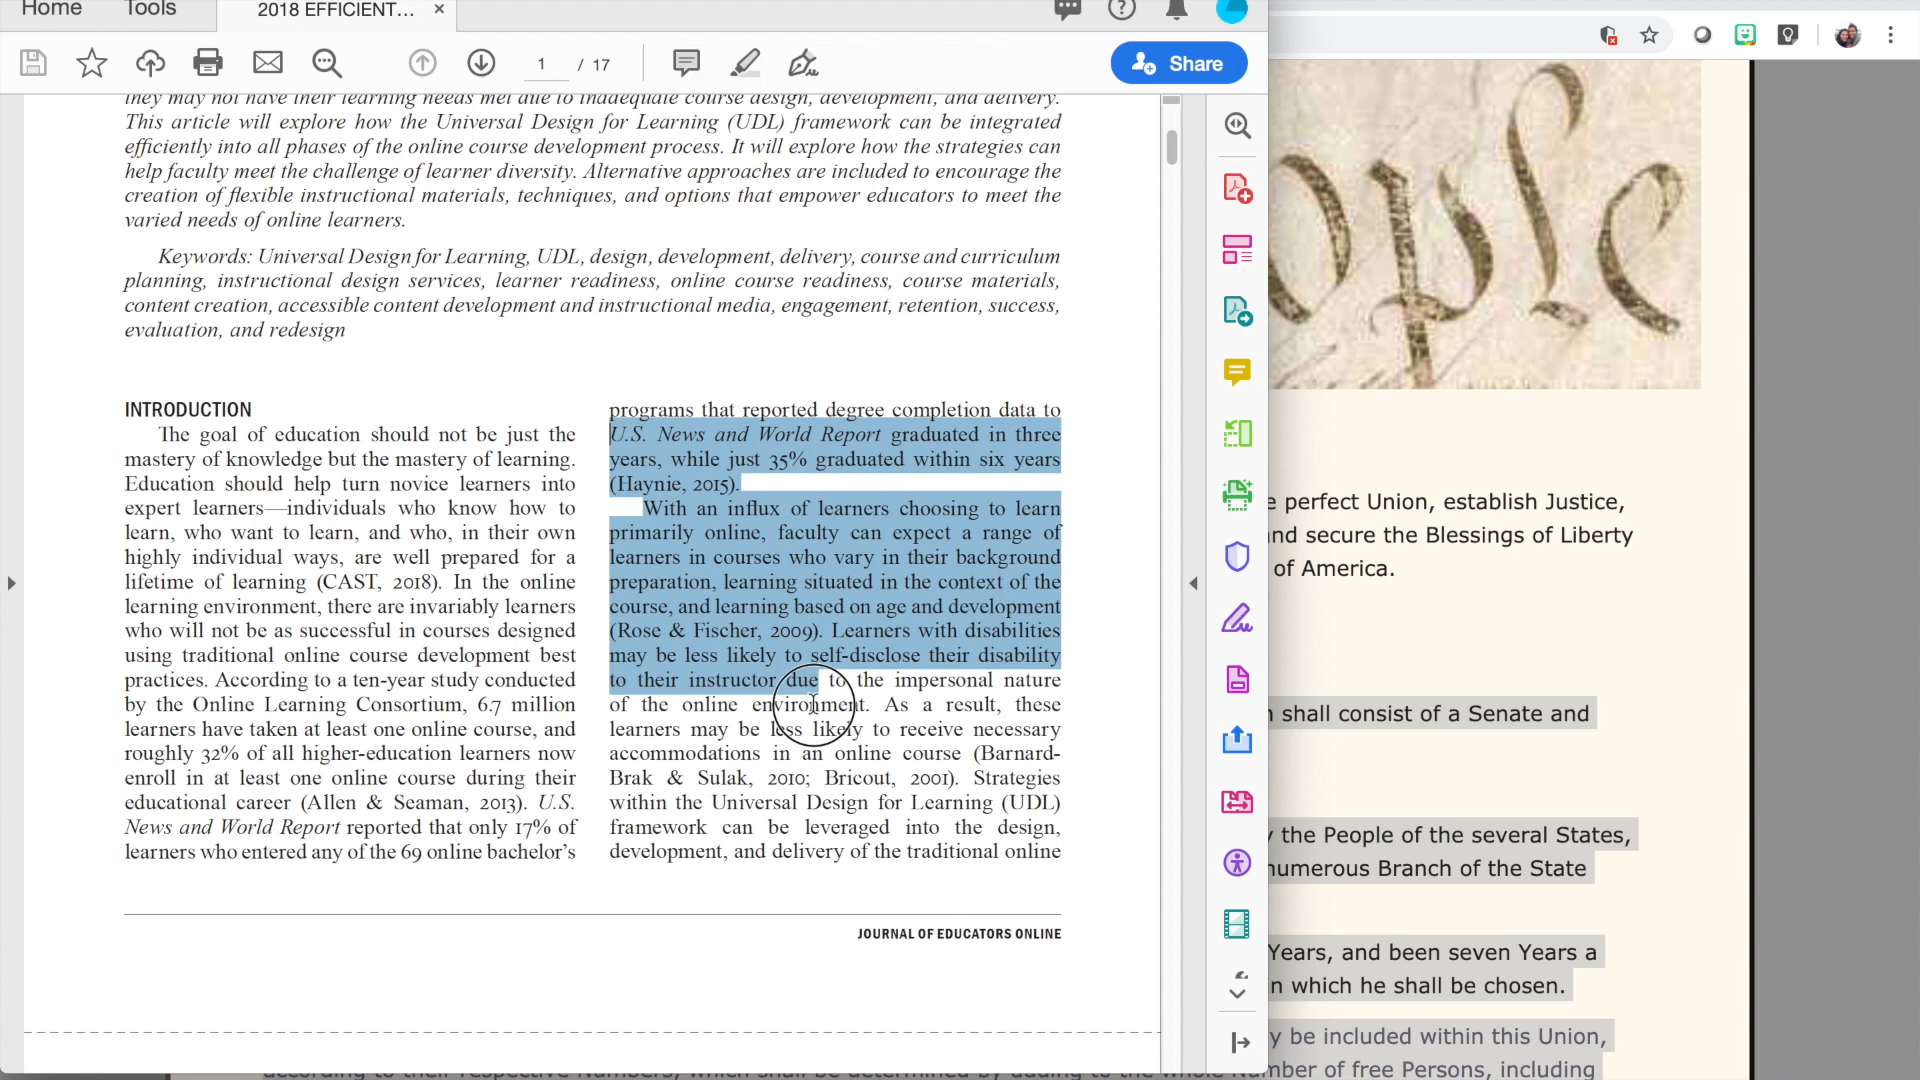 Home Tools 2018 EFFICIENT... ×
1 / 17 Share
they may not have their learning needs met due to inadequate course design, development, and delivery.
This article will explore how the Universal Design for Learning (UDL) framework can be integrated
efficiently into all phases of the online course development process. It will explore how the strategies can
help faculty meet the challenge of learner diversity. Alternative approaches are included to encourage the
creation of flexible instructional materials, techniques, and options that empower educators to meet the
varied needs of online learners.
Keywords: Universal Design for Learning, UDL, design, development, delivery, course and curriculum
planning, instructional design services, learner readiness, online course readiness, course materials,
content creation, accessible content development and instructional media, engagement, retention, success,
evaluation, and redesign
INTRODUCTION
The goal of education should not be just the
mastery of knowledge but the mastery of learning.
Education should help turn novice learners into
expert learners—individuals who know how to
learn, who want to learn, and who, in their own
highly individual ways, are well prepared for a
lifetime of learning (CAST, 2018). In the online
learning environment, there are invariably learners
who will not be as successful in courses designed
using traditional online course development best
practices. According to a ten-year study conducted
by the Online Learning Consortium, 6.7 million
learners have taken at least one online course, and
roughly 32% of all higher-education learners now
enroll in at least one online course during their
educational career (Allen & Seaman, 2013). U.S.
News and World Report reported that only 17% of
learners who entered any of the 69 online bachelor's
programs that reported degree completion data to
U.S. News and World Report graduated in three
years, while just 35% graduated within six years
(Haynie, 2015).
With an influx of learners choosing to learn
primarily online, faculty can expect a range of
learners in courses who vary in their background
preparation, learning situated in the context of the
course, and learning based on age and development
(Rose & Fischer, 2009). Learners with disabilities
may be less likely to self-disclose their disability
to their instructor due to the impersonal nature
of the online environment. As a result, these
learners may be less likely to receive necessary
accommodations in an online course (Barnard-
Brak & Sulak, 2010; Bricout, 2001). Strategies
within the Universal Design for Learning (UDL)
framework can be leveraged into the design,
development, and delivery of the traditional online
JOURNAL OF EDUCATORS ONLINE
ople
e perfect Union, establish Justice,
and secure the Blessings of Liberty
of America.
shall consist of a Senate and
the People of the several States,
numerous Branch of the State
Years, and been seven Years a
n which he shall be chosen.
y be included within this Union,
mber of free Persons, including